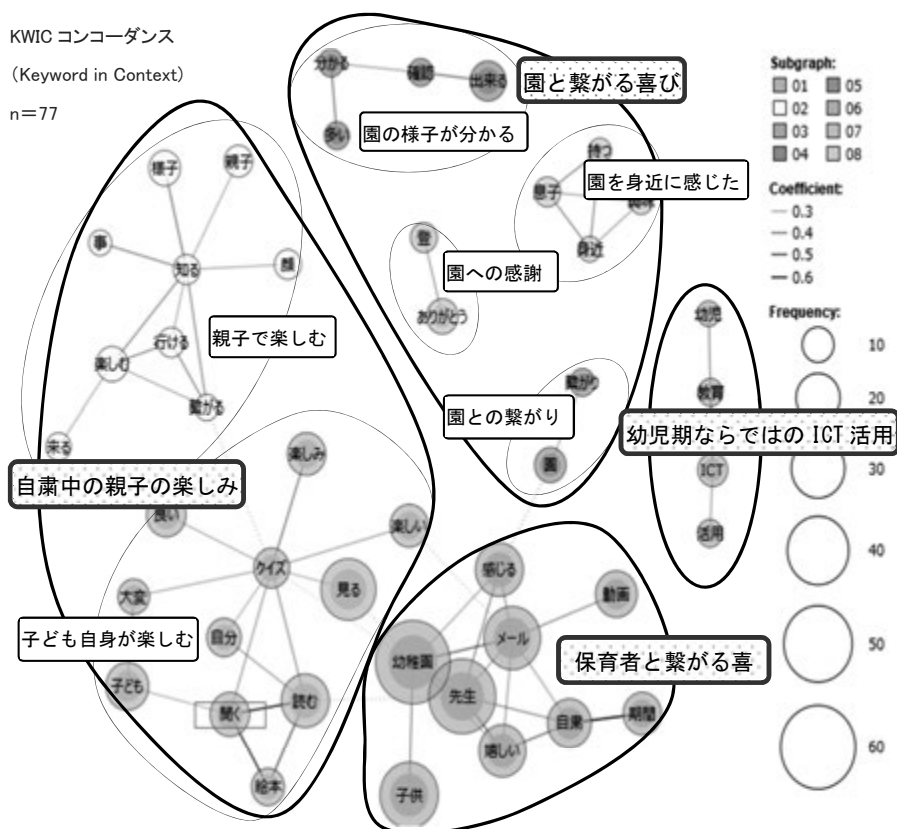 KWIC コンコーダンス
(Keyword in Context)
n=77
分かる
確認
出来る
多い
園と繋がる喜び
園の様子が分かる
持つ
息子
身近
園を身近に感じた
登
ありがとう
園への感謝
繋がり
園
園との繋がり
様子
親子
事
知る
顔
行ける
楽しむ
繋がる
来る
親子で楽しむ
自粛中の親子の楽しみ
楽しみ
良い
楽しい
クイズ
見る
大変
自分
子ども自身が楽しむ
子ども
聞く
読む
絵本
感じる
動画
メール
幼稚園
先生
保育者と繋がる喜
自粛
期間
嬉しい
子供
幼児
教育
幼児期ならではの ICT 活用
ICT
活用
Subgraph:
01 05
02 06
03 07
04 08
Coefficient:
0.3
0.4
0.5
0.6
Frequency:
10
20
30
40
50
60